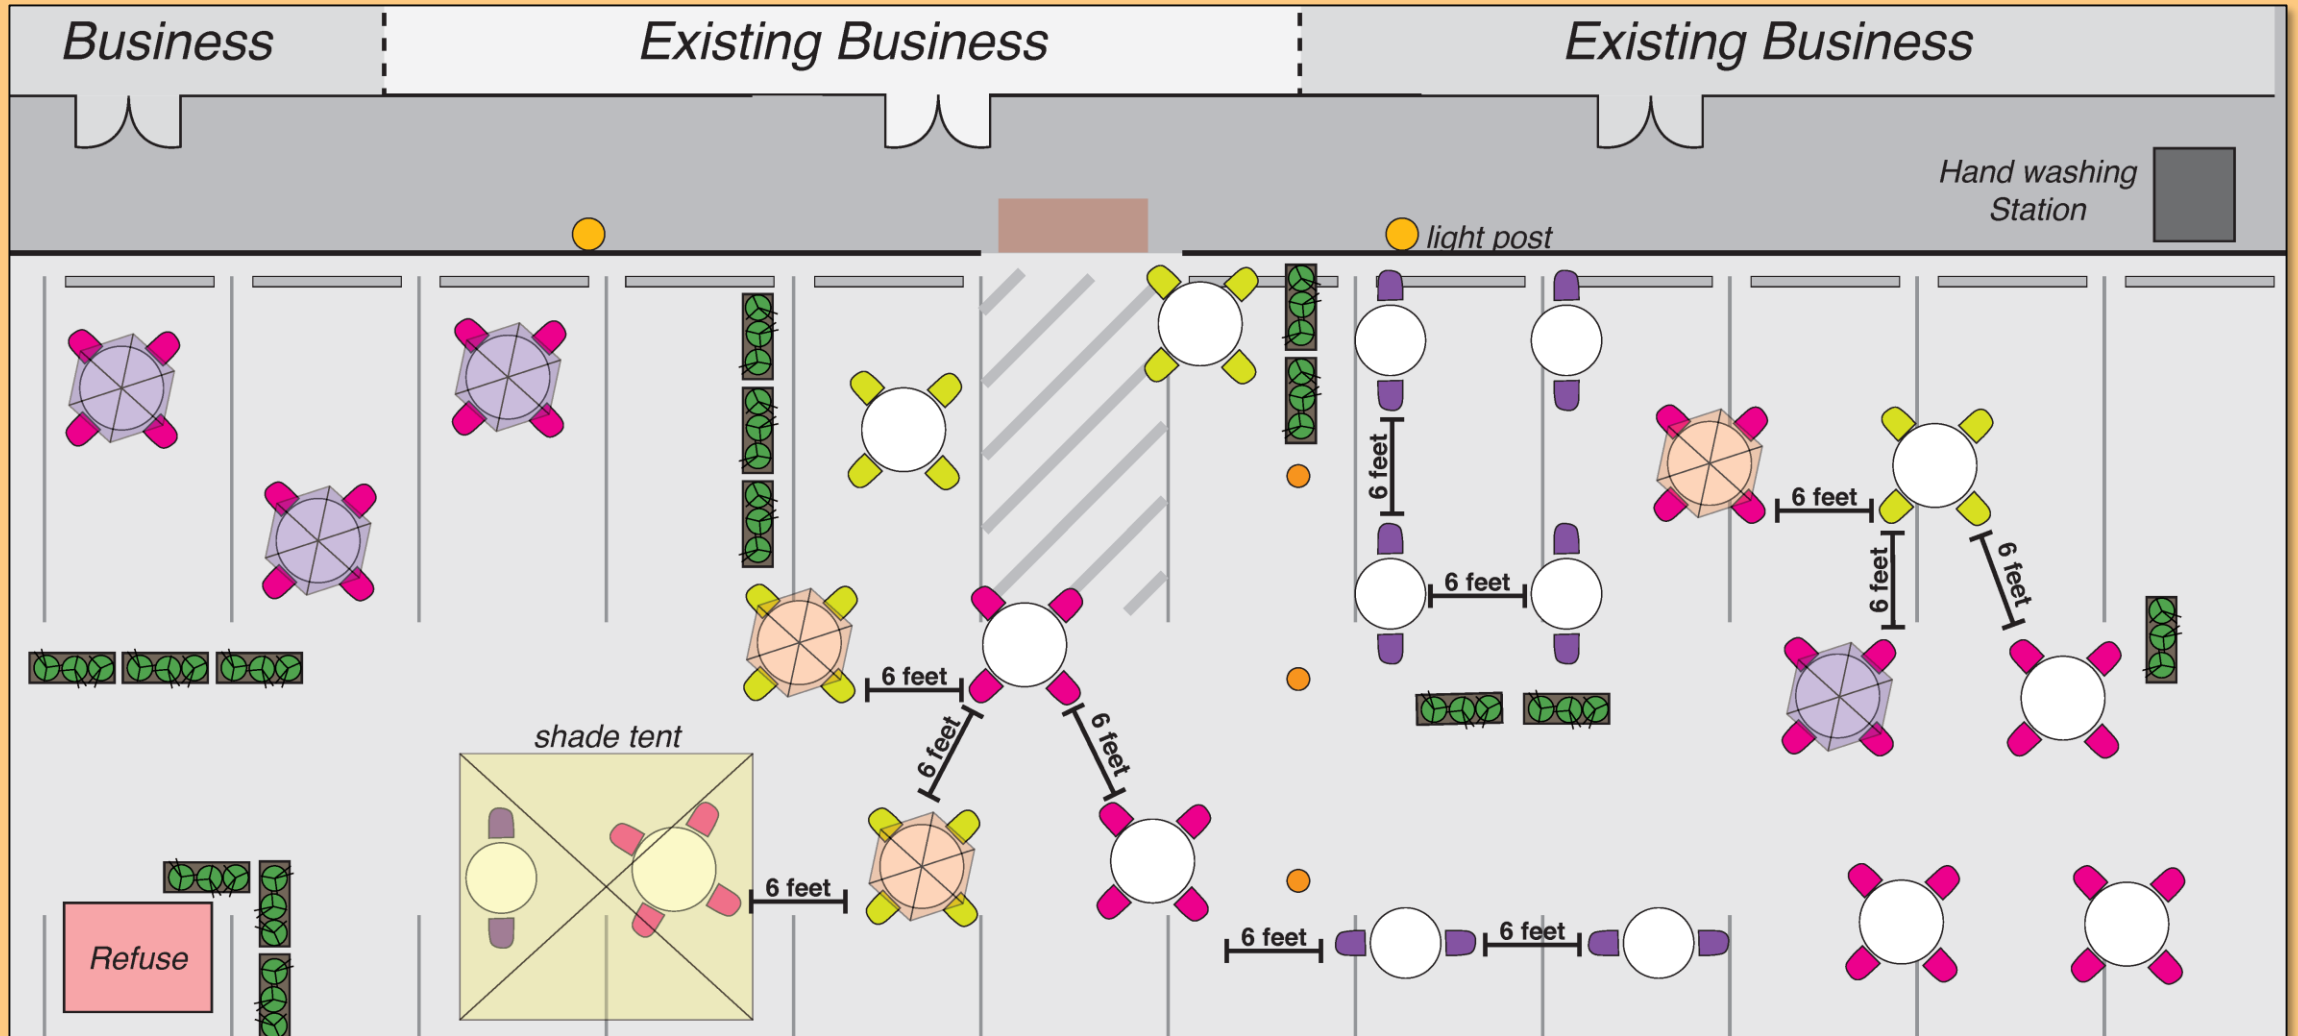 Business
Existing Business
Existing Business
Hand washing
Station
light post
6 feet
6 feet
6 feet
6 feet
6 feet
6 feet
6 feet
6 feet
shade tent
6 feet
6 feet
6 feet
Refuse